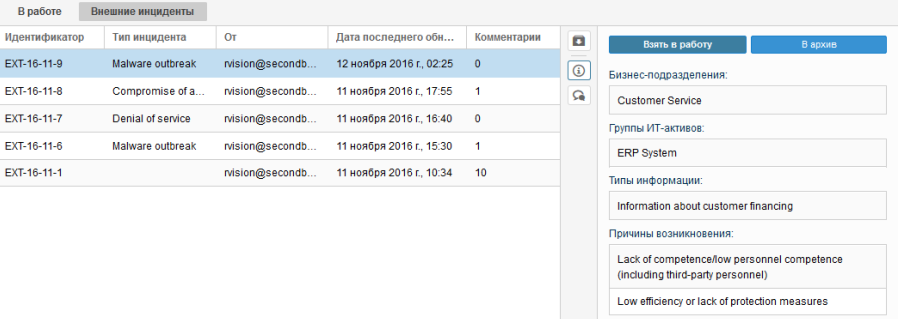 В работе Внешние инциденты
Идентификатор Тип инцидента От Дата последнего обн... Комментарии
EXT-16-11-9 Malware outbreak rvision@secondb... 12 ноября 2016 г., 02:25 0
EXT-16-11-8 Compromise of a... rvision@secondb... 11 ноября 2016 г., 17:55 1
EXT-16-11-7 Denial of service rvision@secondb... 11 ноября 2016 г., 16:40 0
EXT-16-11-6 Malware outbreak rvision@secondb... 11 ноября 2016 г., 15:30 1
EXT-16-11-1 rvision@secondb... 11 ноября 2016 г., 10:34 10
Взять в работу В архив
Бизнес-подразделения:
Customer Service
Группы ИТ-активов:
ERP System
Типы информации:
Information about customer financing
Причины возникновения:
Lack of competence/low personnel competence
(including third-party personnel)
Low efficiency or lack of protection measures